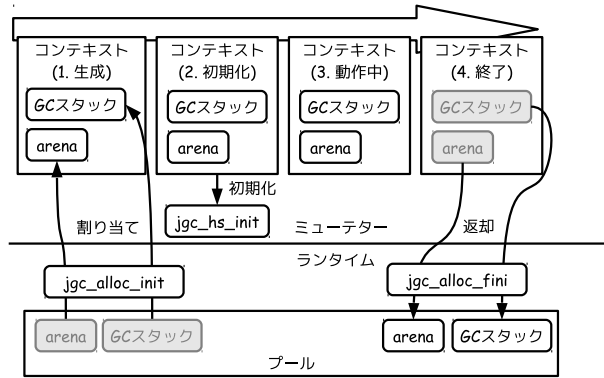 コンテキスト
(1. 生成)
GCスタック
arena
コンテキスト
(2. 初期化)
GCスタック
arena
コンテキスト
(3. 動作中)
GCスタック
arena
コンテキスト
(4. 終了)
GCスタック
arena
初期化
jgc_hs_init
割り当て
ミューテター
返却
ランタイム
jgc_alloc_init
jgc_alloc_fini
arena
GCスタック
arena
GCスタック
プール